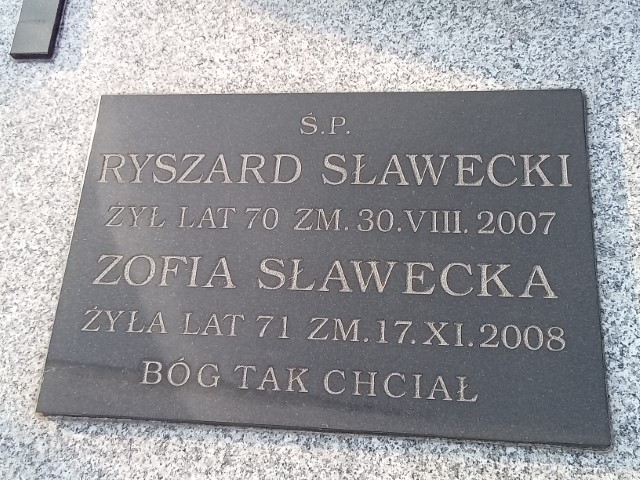 Ś.P.
RYSZARD SŁAWECKI
ŻYŁ LAT 70 ZM. 30.VIII.2007
ZOFIA SŁAWECKA
ŻYŁA LAT 71 ZM.17.XI.2008
BÓG TAK CHCIAŁ